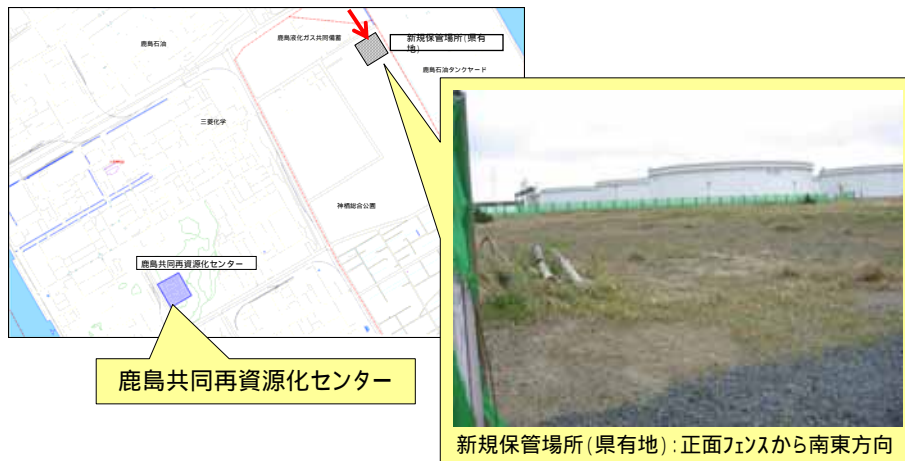 鹿島石油
鹿島液化ガス共同備蓄
新規保管場所(県有
地)
鹿島石油タンクヤード
三菱化学
神栖総合公園
鹿島共同再資源化センター
鹿島共同再資源化センター
新規保管場所(県有地):正面フェンスから南東方向